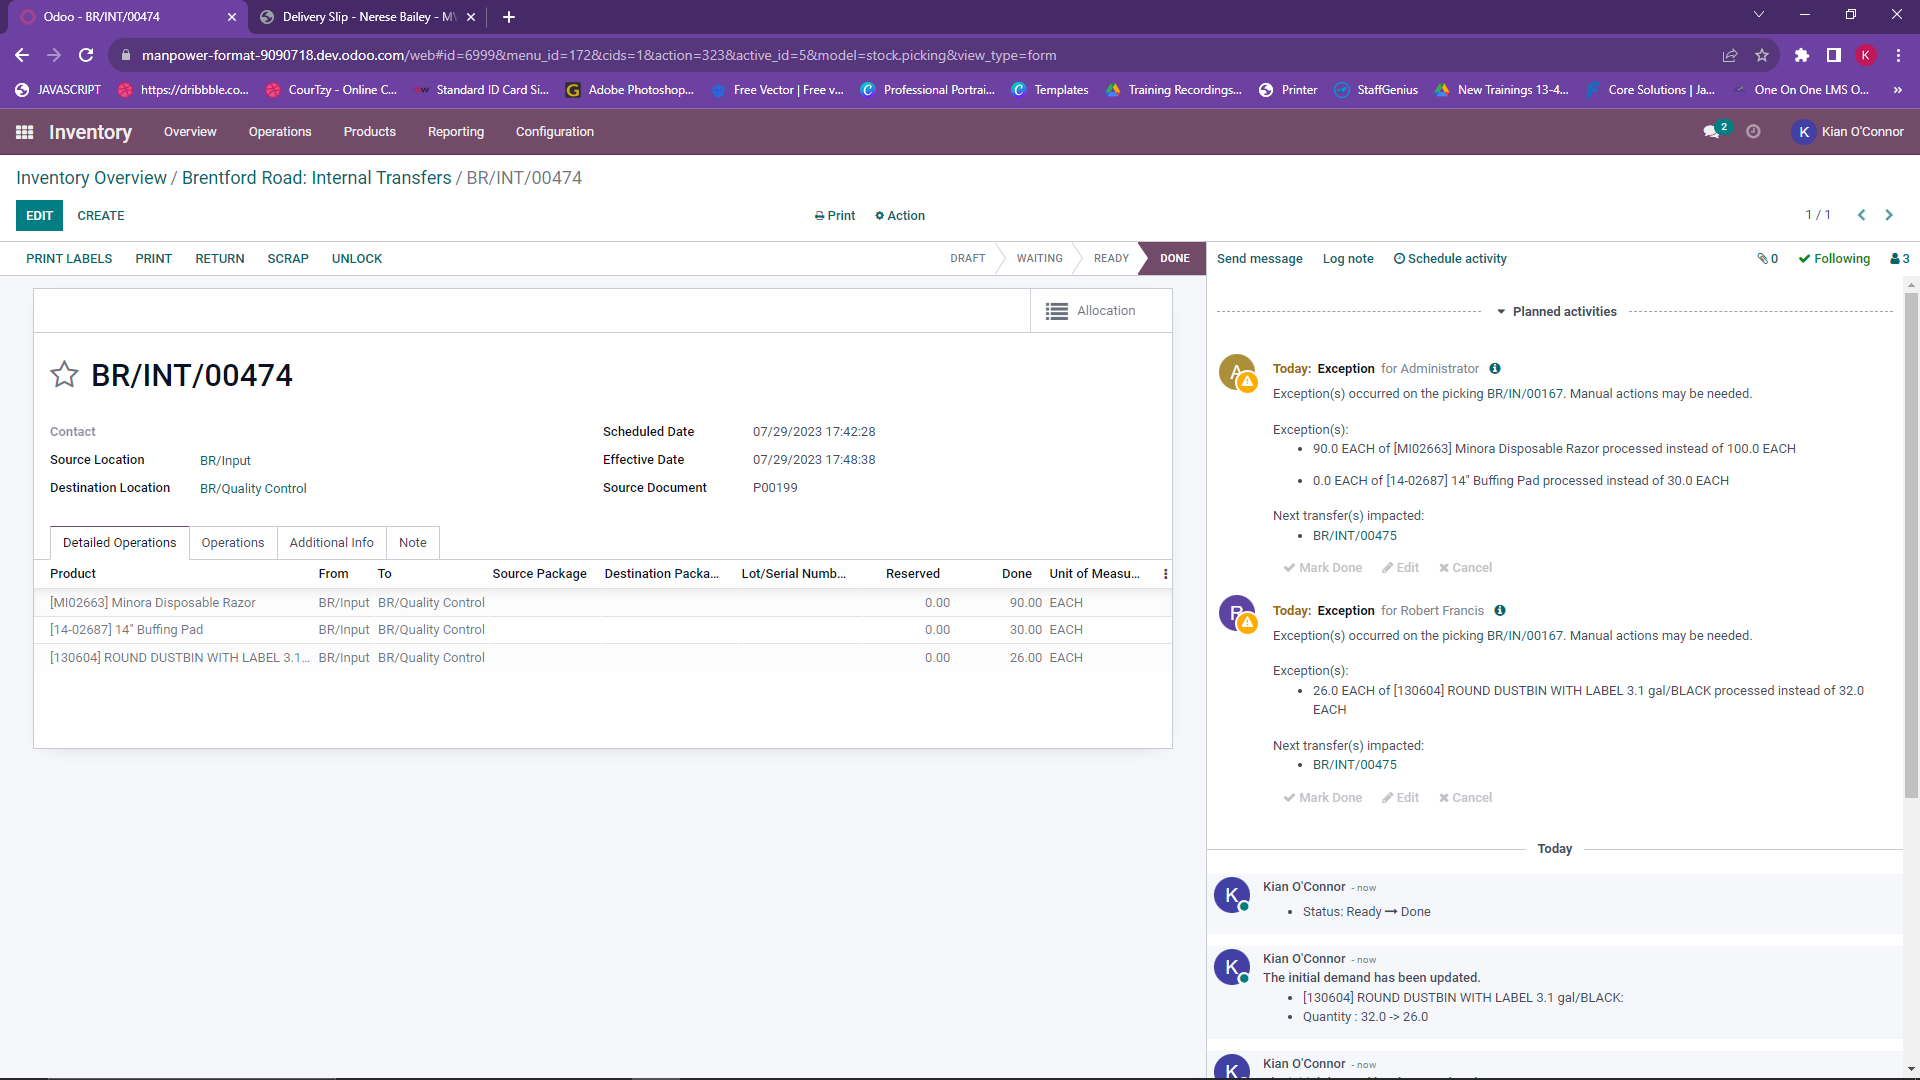 Odoo - BR/INT/00474
Delivery Slip - Nerese Bailey - M
manpower-format-9090718.dev.odoo.com/web#id=6999&menu_id=172&cids=1&action=323&active_id=5&model=stock.picking&view_type=form
K
JAVASCRIPT
https://dribbble.co...
CourTzy - Online C...
Standard ID Card Si...
Adobe Photoshop...
Free Vector | Free v...
Professional Portrai...
Templates
Training Recordings...
Printer
StaffGenius
New Trainings 13-4...
Core Solutions | Ja...
One On One LMS O...
»
Inventory Overview Operations Products Reporting Configuration
2
K Kian O'Connor
Inventory Overview / Brentford Road: Internal Transfers / BR/INT/00474
EDIT CREATE Print Action 1 / 1
PRINT LABELS PRINT RETURN SCRAP UNLOCK DRAFT WAITING READY DONE
Send message Log note Schedule activity 0 Following 3
Allocation
BR/INT/00474
Contact
Source Location BR/Input
Destination Location BR/Quality Control
Scheduled Date 07/29/2023 17:42:28
Effective Date 07/29/2023 17:48:38
Source Document P00199
Detailed Operations Operations Additional Info Note
Product From To Source Package Destination Packa... Lot/Serial Numb... Reserved Done Unit of Measu...
[MI02663] Minora Disposable Razor BR/Input BR/Quality Control 0.00 90.00 EACH
[14-02687] 14" Buffing Pad BR/Input BR/Quality Control 0.00 30.00 EACH
[130604] ROUND DUSTBIN WITH LABEL 3.1... BR/Input BR/Quality Control 0.00 26.00 EACH
Planned activities
A
Today: Exception for Administrator
Exception(s) occurred on the picking BR/IN/00167. Manual actions may be needed.
Exception(s):
• 90.0 EACH of [MI02663] Minora Disposable Razor processed instead of 100.0 EACH
• 0.0 EACH of [14-02687] 14" Buffing Pad processed instead of 30.0 EACH
Next transfer(s) impacted:
• BR/INT/00475
Mark Done Edit Cancel
R
Today: Exception for Robert Francis
Exception(s) occurred on the picking BR/IN/00167. Manual actions may be needed.
Exception(s):
• 26.0 EACH of [130604] ROUND DUSTBIN WITH LABEL 3.1 gal/BLACK processed instead of 32.0
EACH
Next transfer(s) impacted:
• BR/INT/00475
Mark Done Edit Cancel
Today
K
Kian O'Connor - now
• Status: Ready → Done
K
Kian O'Connor - now
The initial demand has been updated.
• [130604] ROUND DUSTBIN WITH LABEL 3.1 gal/BLACK:
• Quantity : 32.0 -> 26.0
K
Kian O'Connor - now